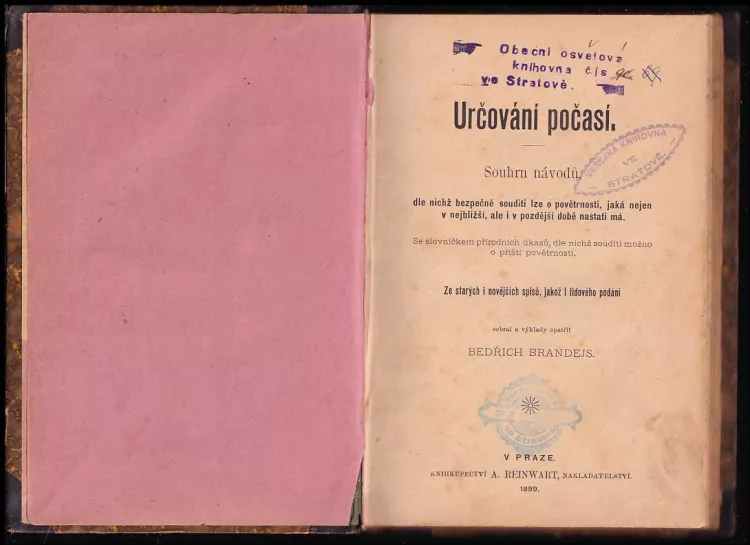 Obecní osvětová
knihovna čís
ve Stratově.
Určování počasí.
VEŘEJNÁ KNIHOVNA
VE
STRATOVĚ
Souhrn návodů,
dle nichž bezpečně souditi lze o povětrnosti, jaká nejen
v nejbližší, ale i v pozdější době nastati má.
Se slovníčkem přírodních úkazů, dle nichž souditi možno
o příští povětrnosti.
Ze starých i novějších spisů, jakož i lidového podání
sebral a výklady opatřil
BEDŘICH BRANDEJS.
ve Stratově
V PRAZE.
KNIHKUPECTVÍ A. REINWART, NAKLADATELSTVÍ.
1899.